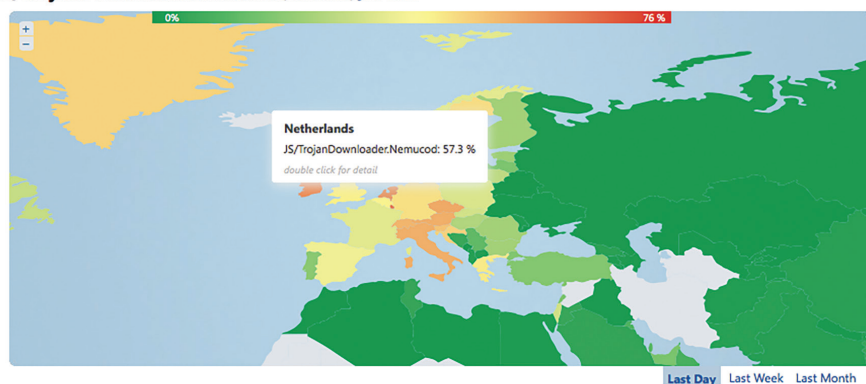 0%
76 %
+
−
Netherlands
JS/TrojanDownloader.Nemucod: 57.3 %
double click for detail
Last Day Last Week Last Month